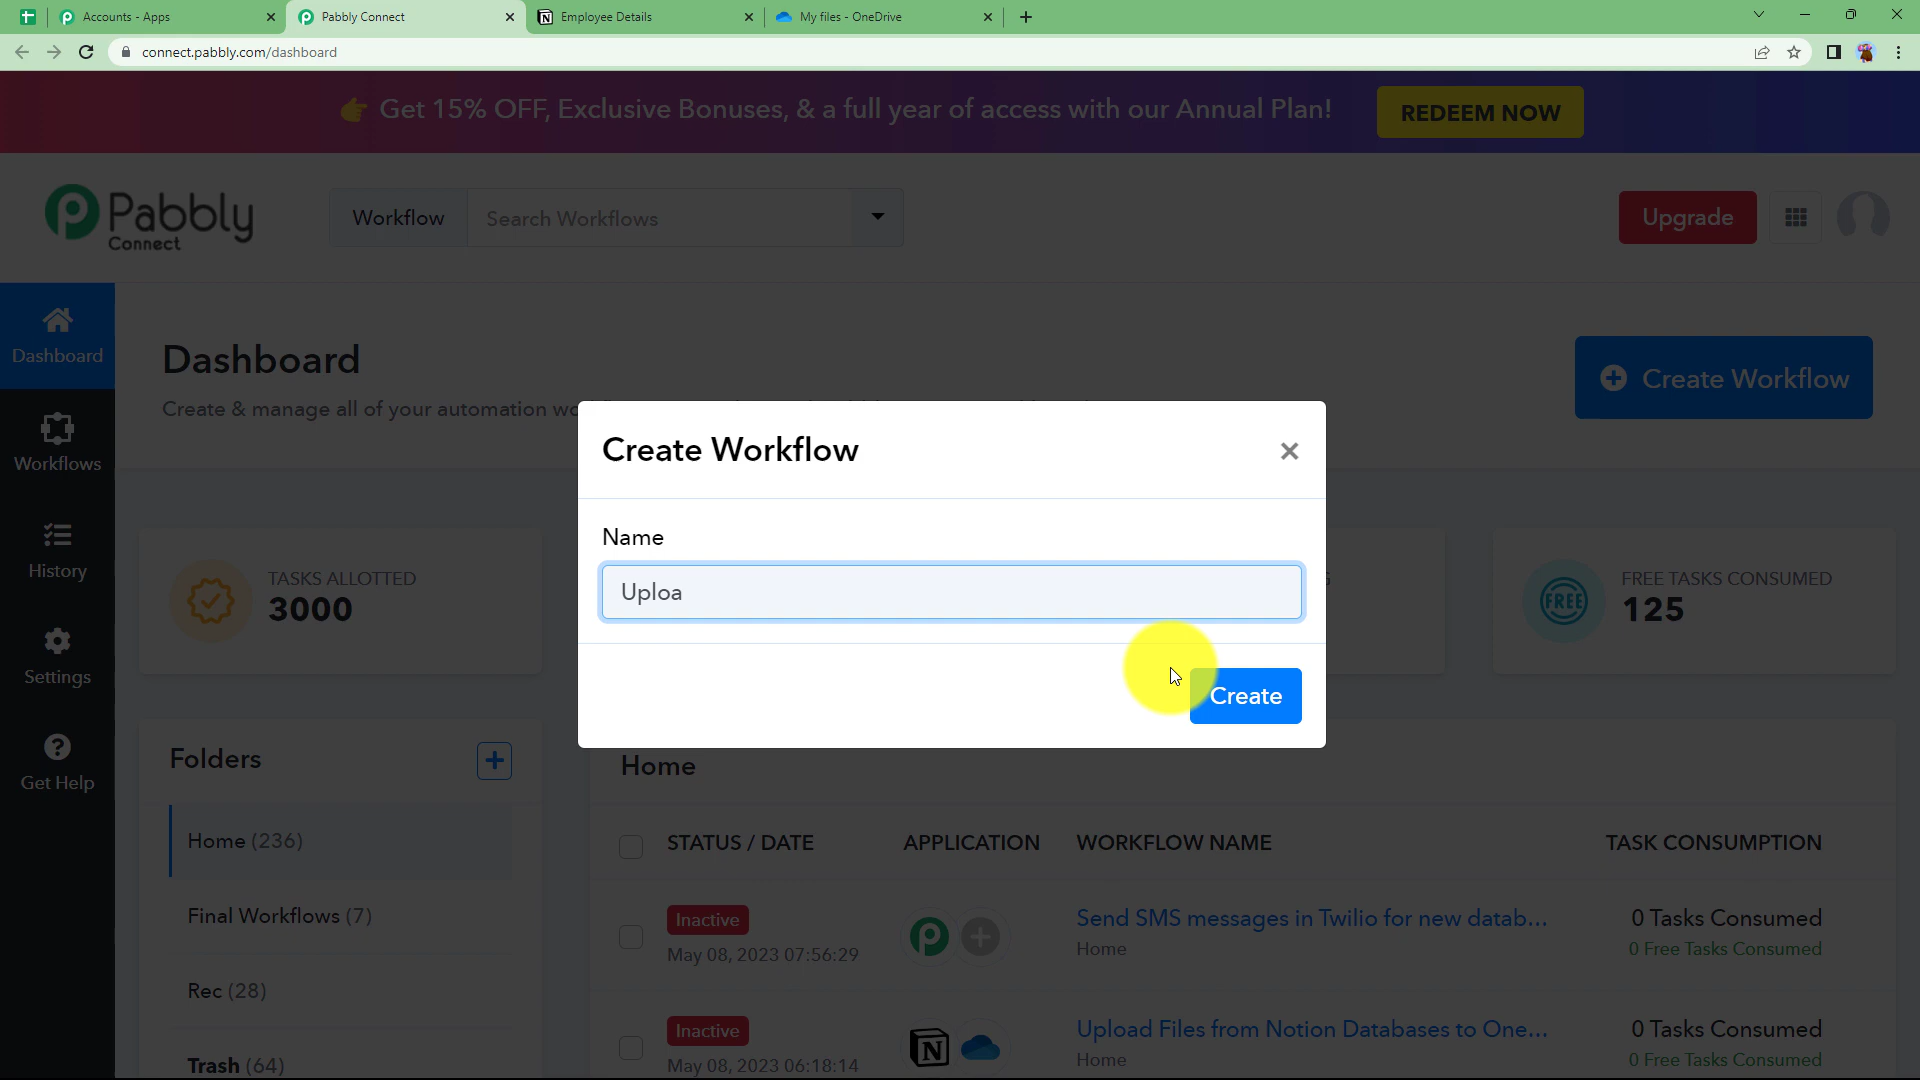 Accounts - Apps
Pabbly Connect
Employee Details
My files - OneDrive
connect.pabbly.com/dashboard
👉 Get 15% OFF, Exclusive Bonuses, & a full year of access with our Annual Plan!
REDEEM NOW
Pabbly
Connect
Workflow
Search Workflows
Upgrade
Dashboard
Workflows
History
Settings
Get Help
Dashboard
Create & manage all of your automation
Create Workflow
Create Workflow
Name
Uploa
Create
TASKS ALLOTTED
3000
FREE
FREE TASKS CONSUMED
125
Folders
Home (236)
Final Workflows (7)
Rec (28)
Trash (64)
Home
STATUS / DATE APPLICATION WORKFLOW NAME TASK CONSUMPTION
Inactive
May 08, 2023 07:56:29
Send SMS messages in Twilio for new datab...
Home
0 Tasks Consumed
0 Free Tasks Consumed
Inactive
May 08, 2023 06:18:14
Upload Files from Notion Databases to One...
Home
0 Tasks Consumed
0 Free Tasks Consumed